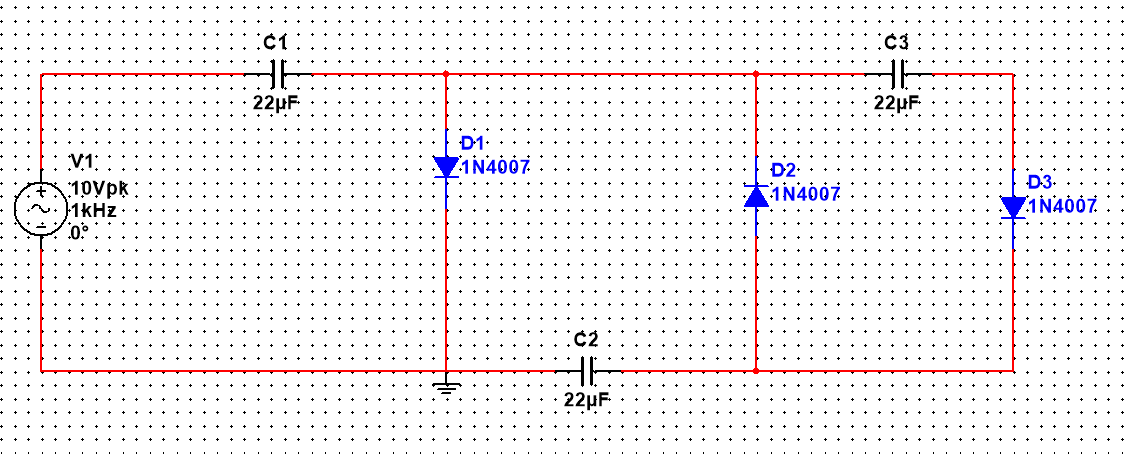 C1
22µF
C3
22µF
V1
10Vpk
1kHz
0°
D1
1N4007
D2
1N4007
D3
1N4007
C2
22µF